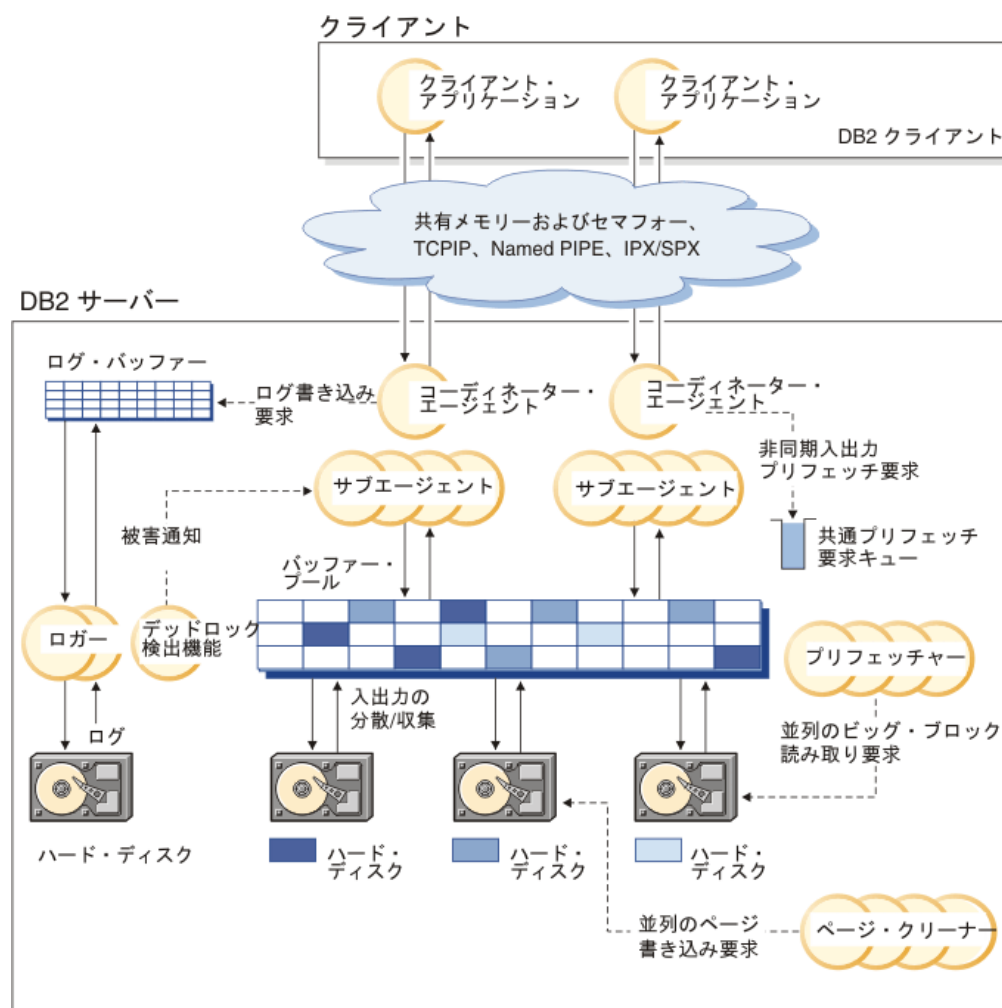 クライアント
クライアント・
アプリケーション
クライアント・
アプリケーション
DB2 クライアント
共有メモリーおよびセマフォー、
TCPIP、Named PIPE、IPX/SPX
DB2 サーバー
ログ・バッファー
ログ書き込み
要求
コーディネーター・
エージェント
コーディネーター・
エージェント
非同期入出力
プリフェッチ要求
サブエージェント
サブエージェント
被害通知
共通プリフェッチ
要求キュー
バッファー・
プール
ロガー
デッドロック
検出機能
プリフェッチャー
入出力の
分散/収集
ログ
並列のビッグ・ブロック
読み取り要求
ハード・ディスク
ハード・
ディスク
ハード・
ディスク
ハード・
ディスク
並列のページ
書き込み要求
ページ・クリーナー